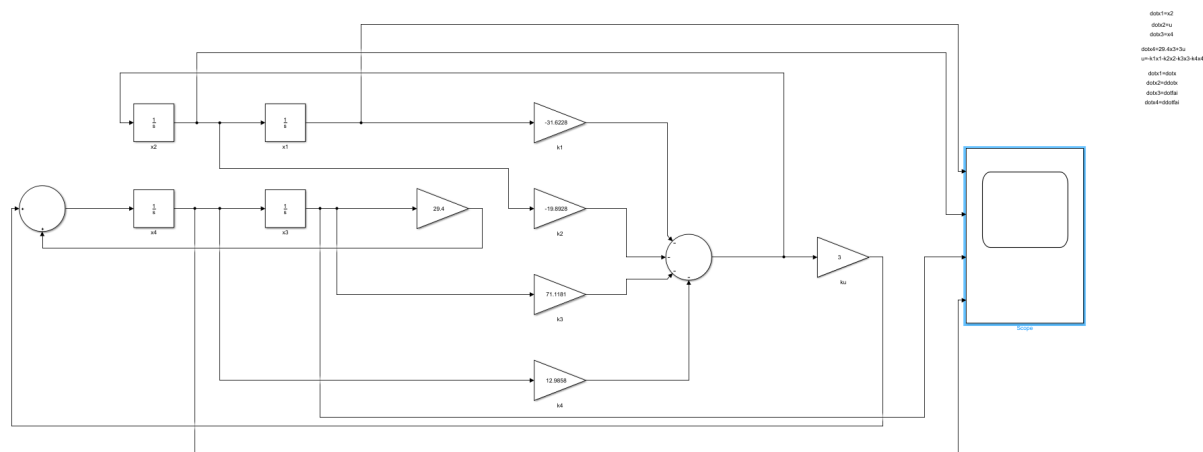 dotx1=x2
dotx2=u
dotx3=x4
dotx4=29.4x3=3u
u=-k1x1-k2x2-k3x3-k4x4
dotx1=dotx
dotx2=ddotx
dotx3=dotfai
dotx4=ddotfai
1
s
x2
1
s
x1
-31.6228
k1
1
s
x4
1
s
x3
29.4
-19.8928
k2
71.1181
k3
12.9858
k4
3
ku
Scope